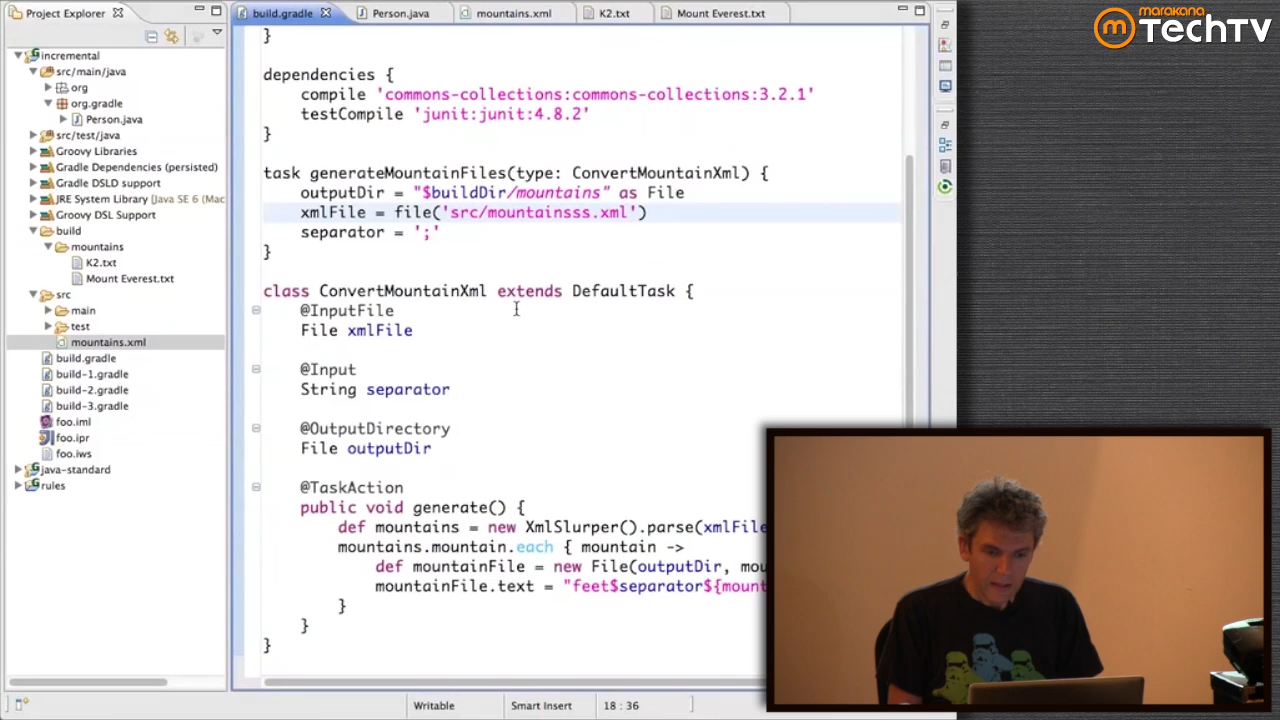 Project Explorer
build.gradle
Person.java
mountains.xml
K2.txt
Mount Everest.txt
marakana
TechTV
incremental
src/main/java
org
org.gradle
Person.java
src/test/java
Groovy Libraries
Gradle Dependencies (persisted)
Gradle DSLD support
JRE System Library [Java SE 6 (Mac
Groovy DSL Support
build
mountains
K2.txt
Mount Everest.txt
src
main
test
mountains.xml
build.gradle
build-1.gradle
build-2.gradle
build-3.gradle
foo.iml
foo.ipr
foo.iws
java-standard
rules
}
dependencies {
compile 'commons-collections:commons-collections:3.2.1'
testCompile 'junit:junit:4.8.2'
}
task generateMountainFiles(type: ConvertMountainXml) {
outputDir = "$buildDir/mountains" as File
xmlFile = file('src/mountainsss.xml')
separator = ';'
}
class ConvertMountainXml extends DefaultTask {
@InputFile
File xmlFile
@Input
String separator
@OutputDirectory
File outputDir
@TaskAction
public void generate() {
def mountains = new XmlSlurper().parse(xmlFile
mountains.mountain.each { mountain ->
def mountainFile = new File(outputDir, mou
mountainFile.text = "feet$separator${mount
}
}
}
Writable
Smart Insert
18 : 36